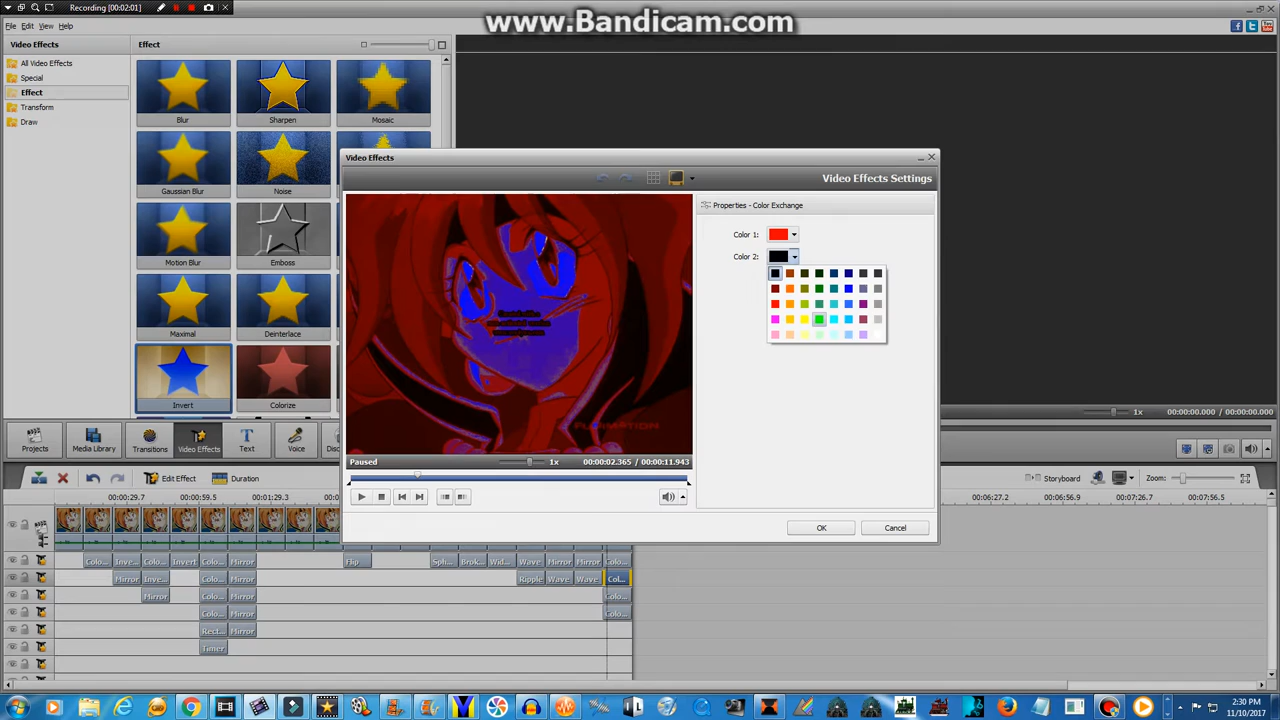 Recording [00:02:01]
www.Bandicam.com
File Edit View Help
Video Effects
Effect
All Video Effects
Special
Effect
Transform
Draw
Blur
Sharpen
Mosaic
Gaussian Blur
Noise
Motion Blur
Emboss
Maximal
Deinterlace
Invert
Colorize
Video Effects
Video Effects Settings
Properties - Color Exchange
Color 1:
Color 2:
Paused
1x
00:00:02.365 / 00:00:11.943
OK
Cancel
1x
00:00:00.000 / 00:00:00.000
Projects
Media Library
Transitions
Video Effects
Text
Voice
Edit Effect
Duration
Storyboard
Zoom:
00:00:29.7 00:00:59.5 00:01:29.3
00:06:27.2 00:06:56.9 00:07:26.7 00:07:56.5
Colo... Inve... Colo... Invert Colo... Mirror Flip Sph... Brok... Wid... Wave Mirror Mirror Colo...
Mirror Inve... Colo... Mirror Ripple Wave Wave Col...
Mirror Colo... Mirror Colo...
Colo... Mirror Colo...
Rect... Mirror
Timer
2:30 PM
11/10/2017